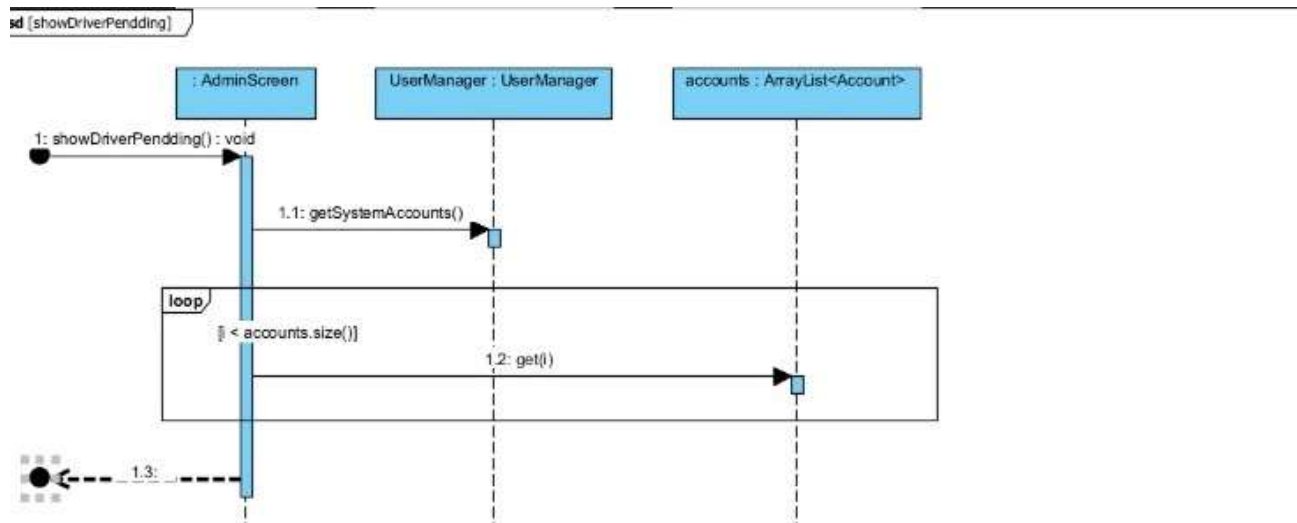 sd [showDriverPendding]
: AdminScreen
UserManager : UserManager
accounts : ArrayList<Account>
1: showDriverPendding() : void
1.1: getSystemAccounts()
loop
[i < accounts.size()]
1.2: get(i)
1.3: